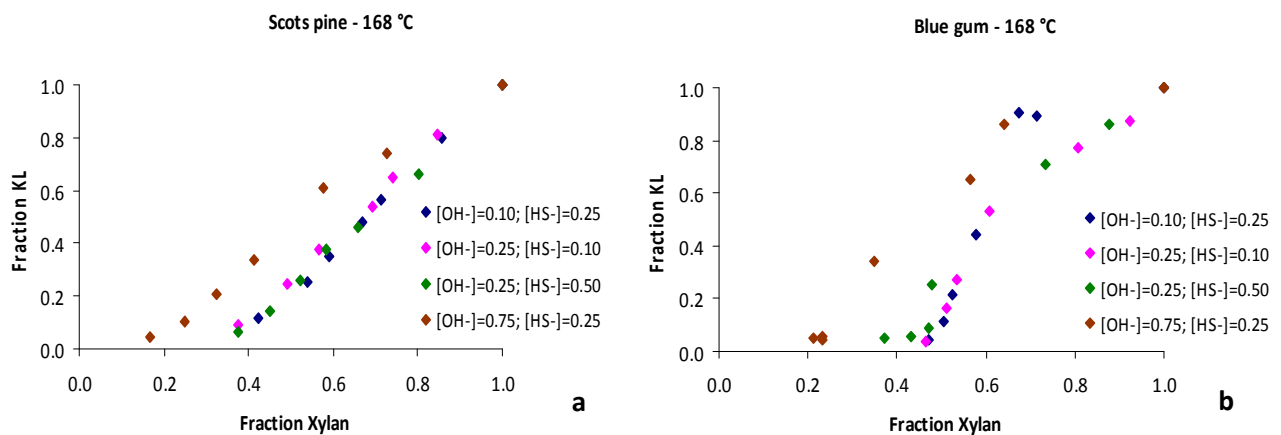 Scots pine - 168 °C
1.0
0.8
0.6
0.4
0.2
0.0
Fraction KL
0.0 0.2 0.4 0.6 0.8 1.0
Fraction Xylan
[OH-]=0.10; [HS-]=0.25
[OH-]=0.25; [HS-]=0.10
[OH-]=0.25; [HS-]=0.50
[OH-]=0.75; [HS-]=0.25
a
Blue gum - 168 °C
1.0
0.8
0.6
0.4
0.2
0.0
Fraction KL
0.0 0.2 0.4 0.6 0.8 1.0
Fraction Xylan
[OH-]=0.10; [HS-]=0.25
[OH-]=0.25; [HS-]=0.10
[OH-]=0.25; [HS-]=0.50
[OH-]=0.75; [HS-]=0.25
b